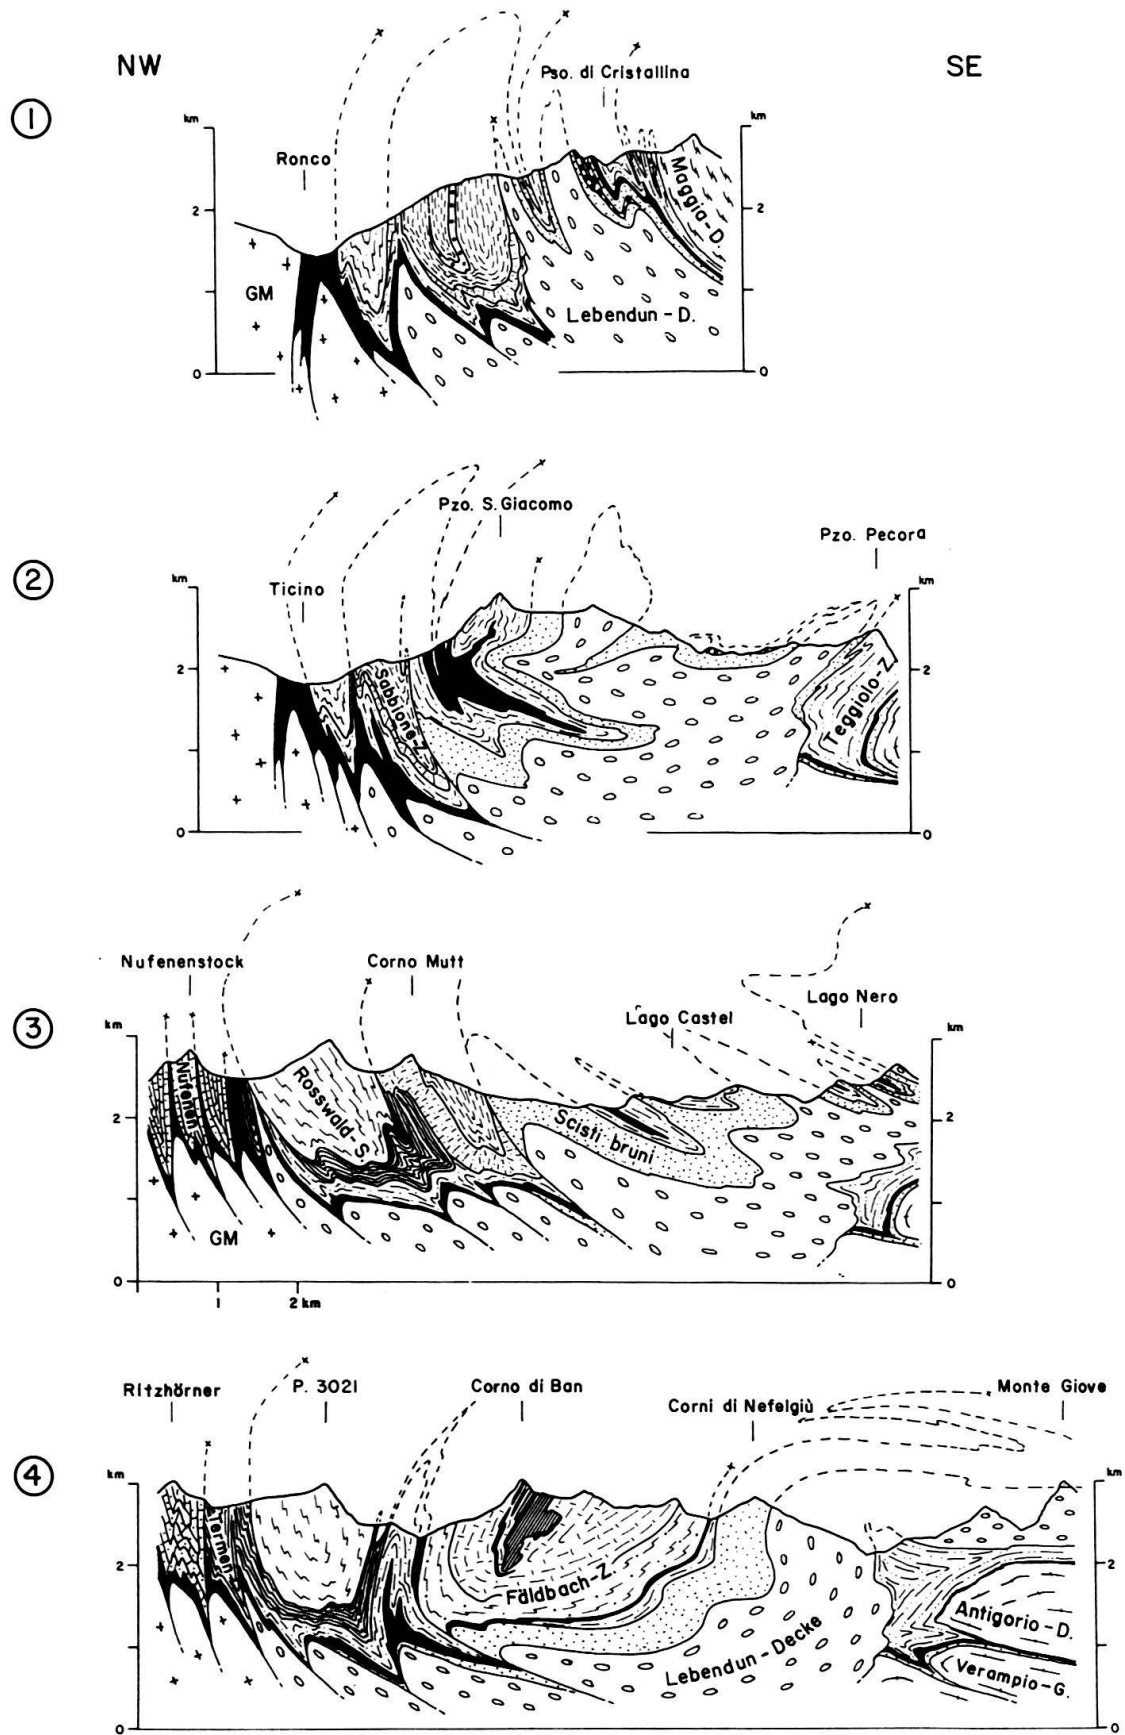 NW
SE
1
Pso. di Cristallina
km
km
Ronco
Maggia-D.
2
2
GM
Lebendun-D.
0
0
2
Pzo. S. Giacomo
Pzo. Pecora
km
km
Ticino
2
2
Sabbione-Z.
Teggiolo-Z.
0
0
3
Nufenenstock
Corno Mutt
Lago Nero
Lago Castel
km
km
Nufenen
Rosswald-S.
2
2
Scisti bruni
GM
0
0
1
2 km
4
Ritzhörner
P. 3021
Corno di Ban
Monte Giove
Corni di Nefelgiù
km
km
Termen
2
2
Fäldbach-Z.
Antigorio-D.
Lebendun-Decke
Verampio-G.
0
0